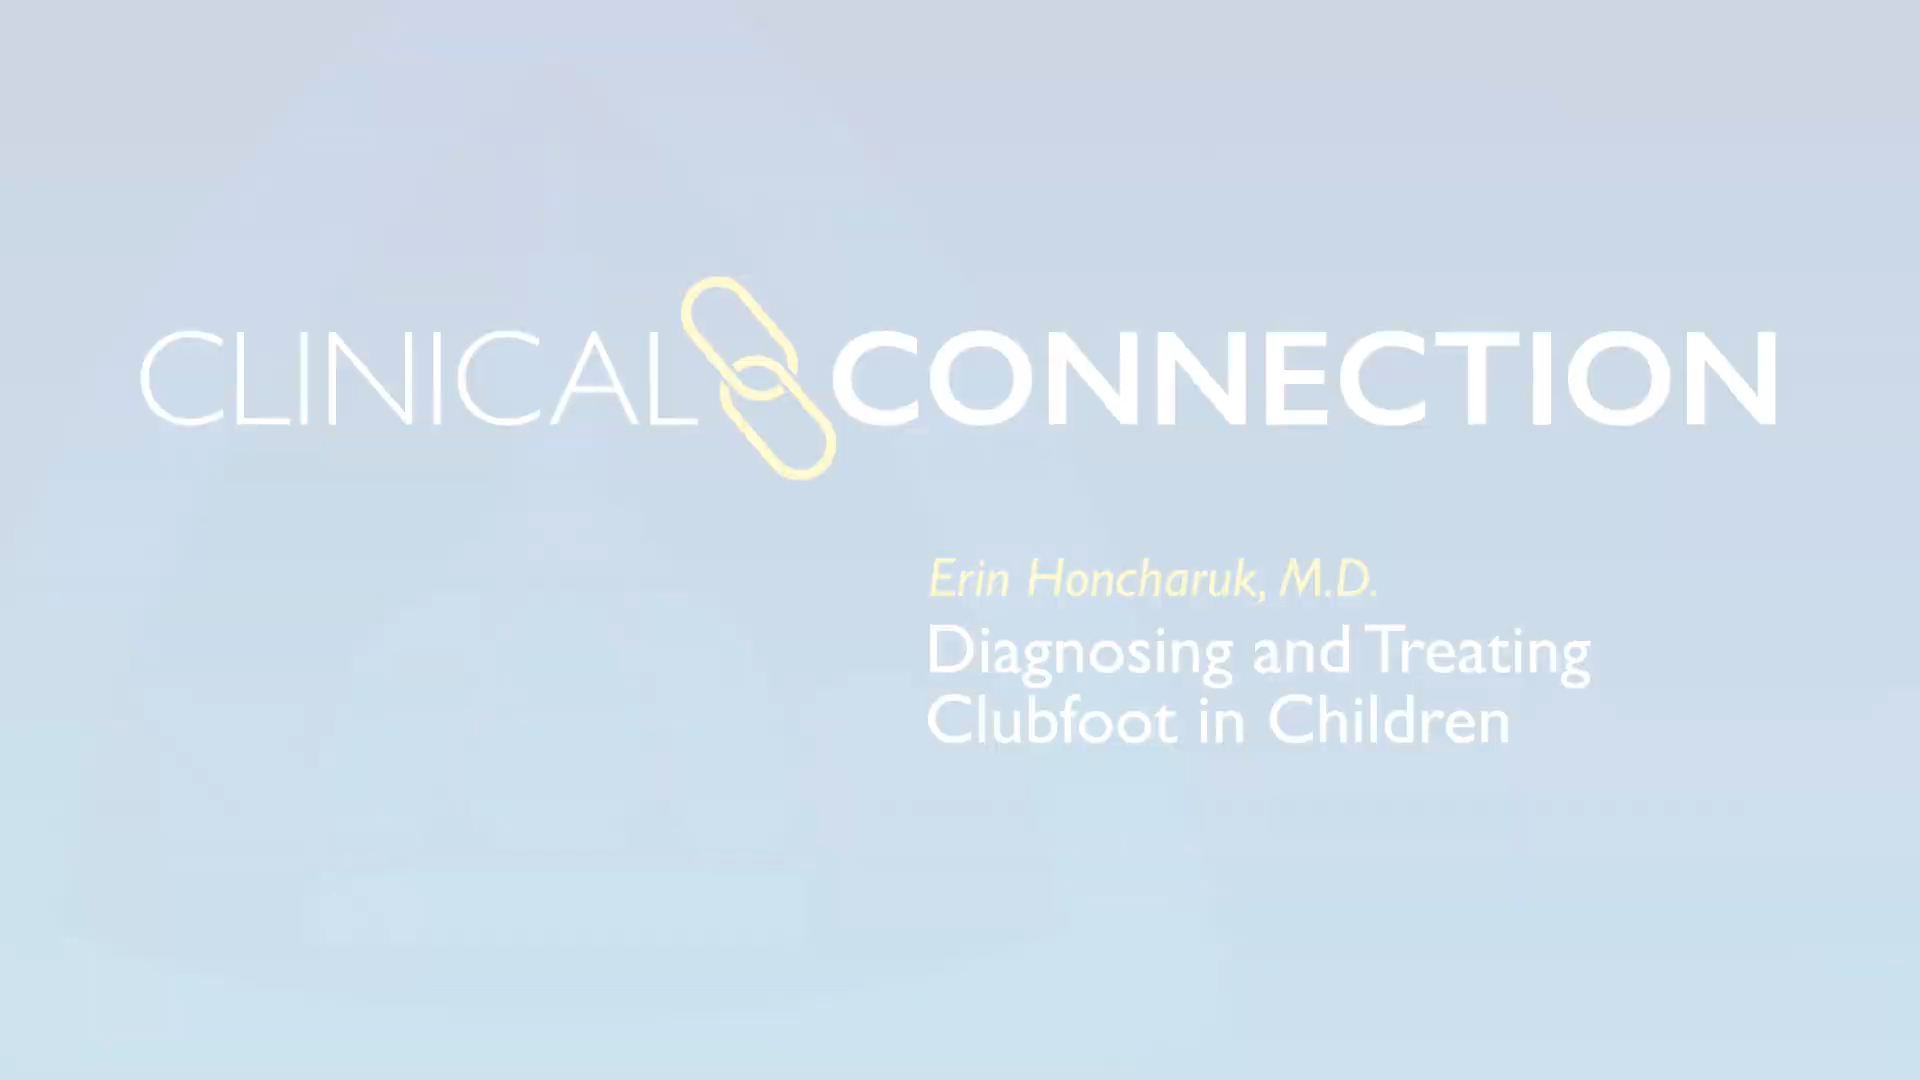 CLINICAL CONNECTION
Erin Honcharuk, M.D.
Diagnosing and Treating
Clubfoot in Children